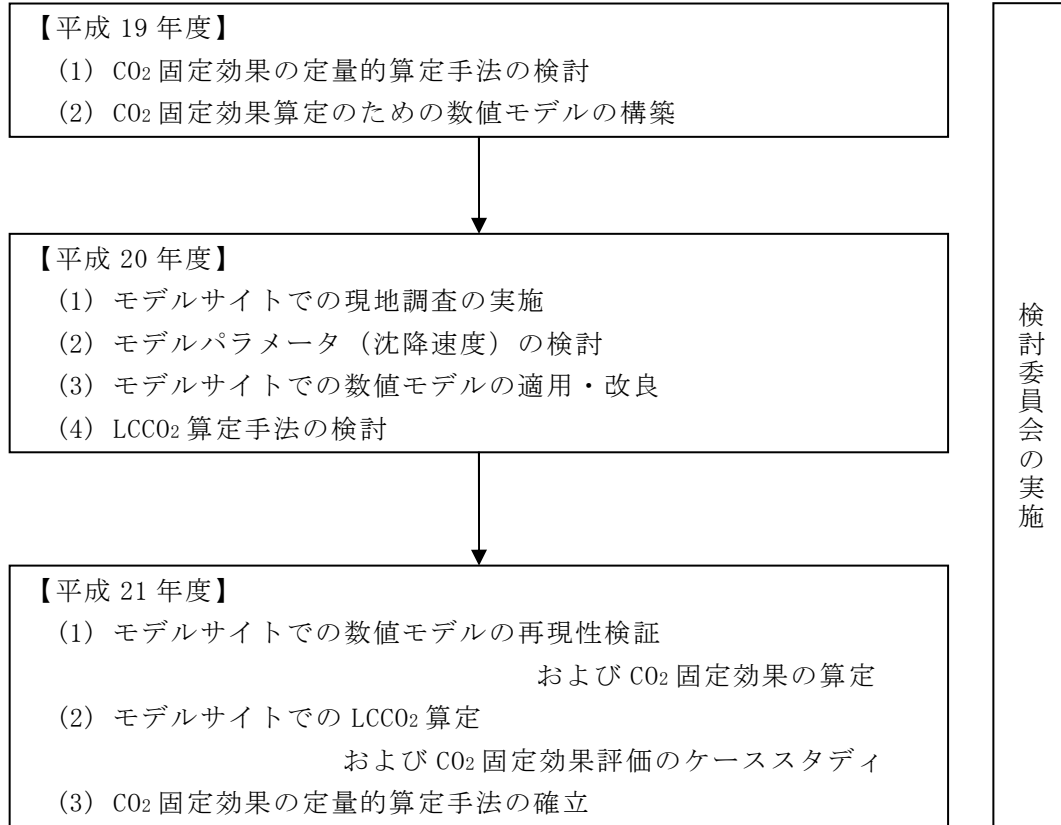 【平成 19 年度】
(1) CO₂ 固定効果の定量的算定手法の検討
(2) CO₂ 固定効果算定のための数値モデルの構築
【平成 20 年度】
(1) モデルサイトでの現地調査の実施
(2) モデルパラメータ（沈降速度）の検討
(3) モデルサイトでの数値モデルの適用・改良
(4) LCCO₂ 算定手法の検討
【平成 21 年度】
(1) モデルサイトでの数値モデルの再現性検証
および CO₂ 固定効果の算定
(2) モデルサイトでの LCCO₂ 算定
および CO₂ 固定効果評価のケーススタディ
(3) CO₂ 固定効果の定量的算定手法の確立
検討委員会の実施